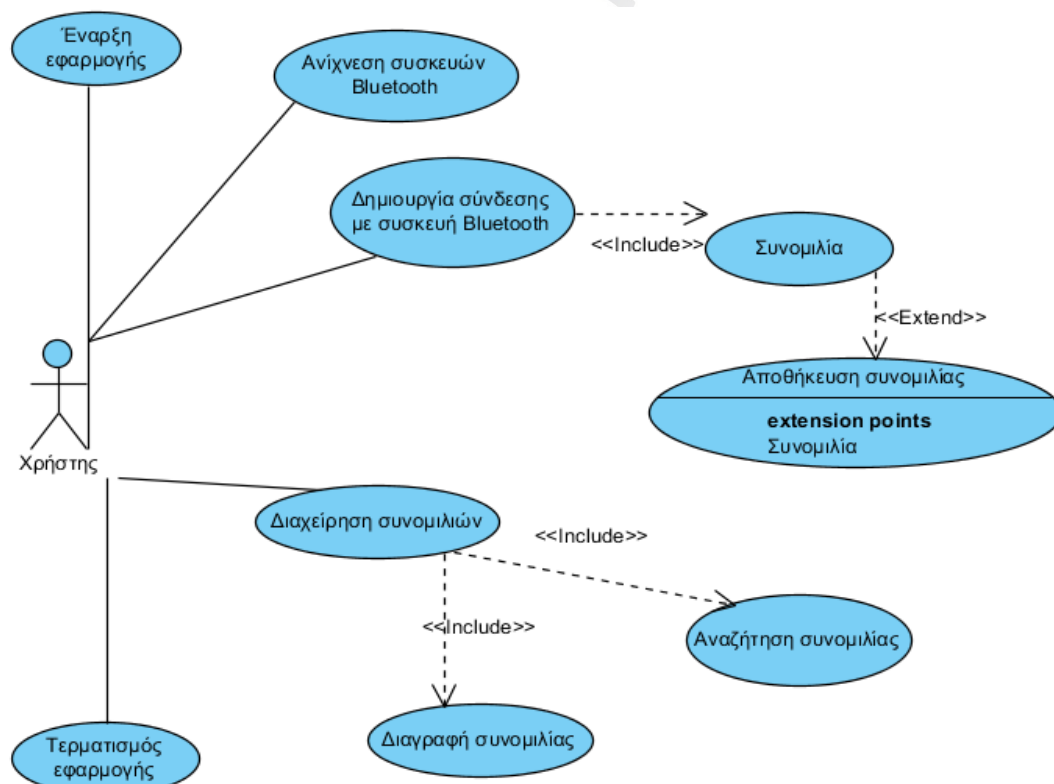 Έναρξη
εφαρμογής
Ανίχνεση συσκευών
Bluetooth
Δημιουργία σύνδεσης
με συσκευή Bluetooth
<<Include>>
Συνομιλία
<<Extend>>
Αποθήκευση συνομιλίας
extension points
Συνομιλία
Χρήστης
Διαχείρηση συνομιλιών
<<Include>>
<<Include>>
Αναζήτηση συνομιλίας
Διαγραφή συνομιλίας
Τερματισμός
εφαρμογής